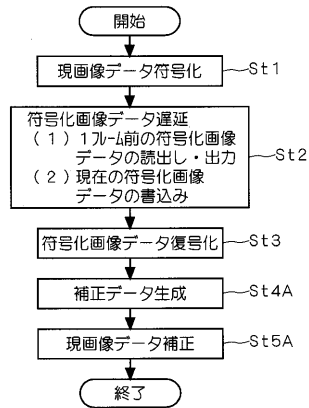 開始
現画像データ符号化 St1
符号化画像データ遅延
(1)1フレーム前の符号化画像
データの読出し・出力
(2)現在の符号化画像
データの書込み
St2
符号化画像データ復号化 St3
補正データ生成 St4A
現画像データ補正 St5A
終了